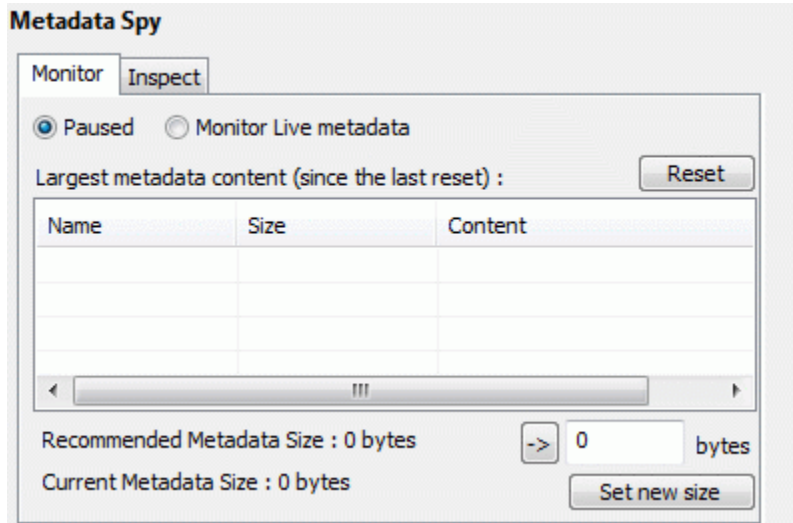 Metadata Spy
Monitor Inspect
Paused Monitor Live metadata
Largest metadata content (since the last reset) : Reset
Name Size Content
Recommended Metadata Size : 0 bytes -> 0 bytes
Current Metadata Size : 0 bytes Set new size